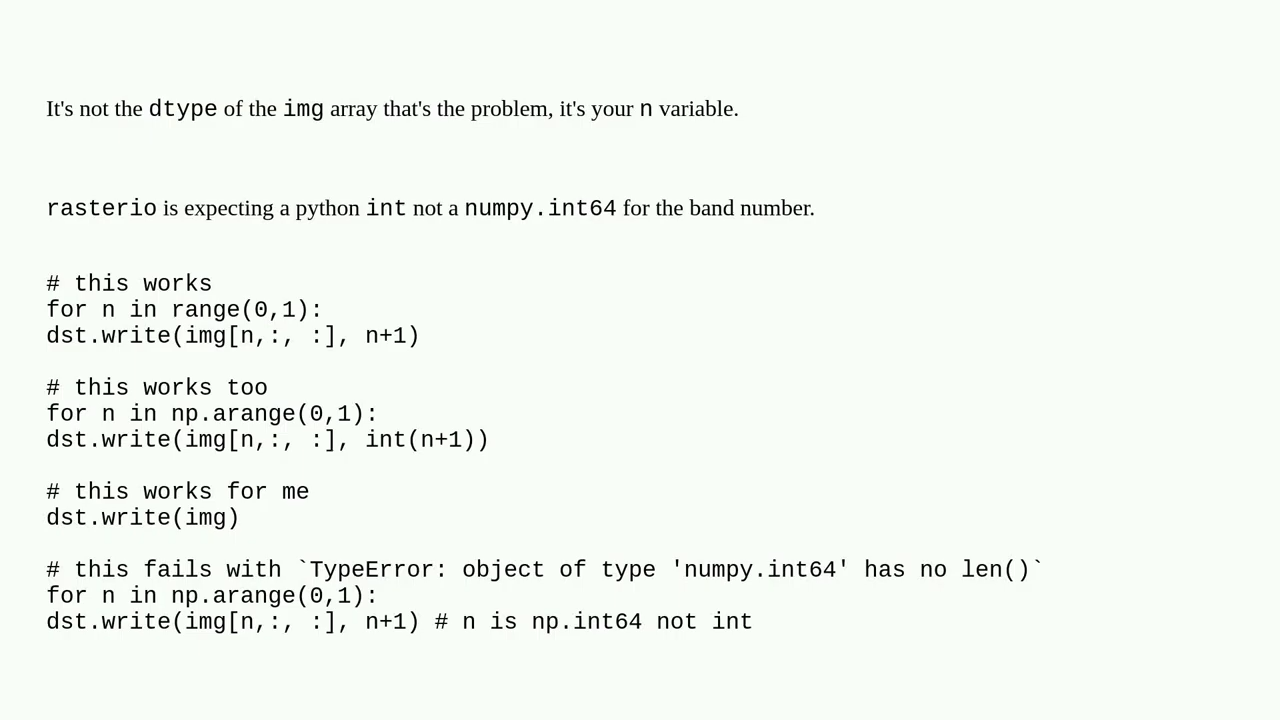 It's not the dtype of the img array that's the problem, it's your n variable.
rasterio is expecting a python int not a numpy.int64 for the band number.
# this works
for n in range(0,1):
dst.write(img[n,:, :], n+1)
# this works too
for n in np.arange(0,1):
dst.write(img[n,:, :], int(n+1))
# this works for me
dst.write(img)
# this fails with `TypeError: object of type 'numpy.int64' has no len()`
for n in np.arange(0,1):
dst.write(img[n,:, :], n+1) # n is np.int64 not int